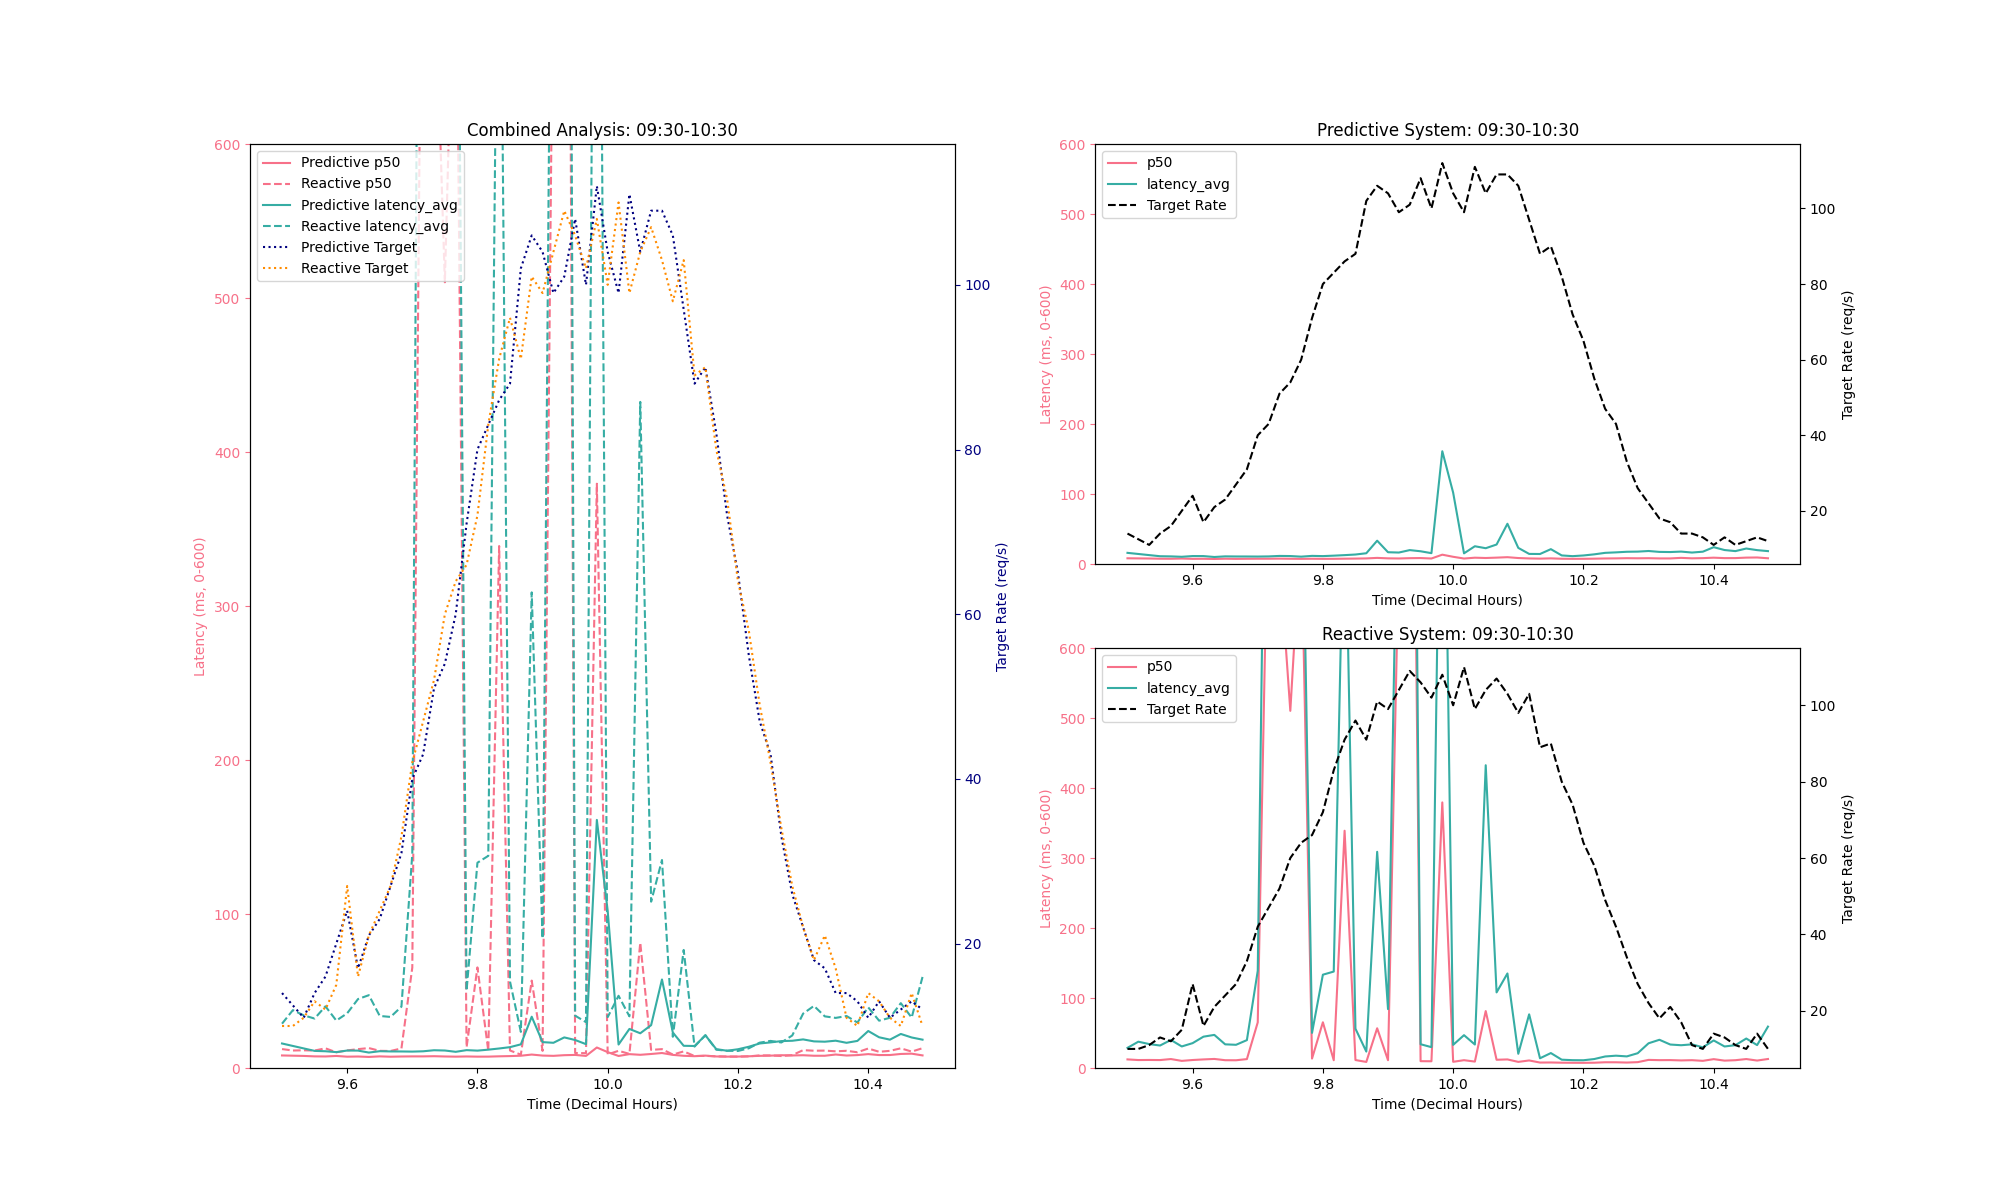 Combined Analysis: 09:30-10:30
Predictive p50
Reactive p50
Predictive latency_avg
Reactive latency_avg
Predictive Target
Reactive Target
Latency (ms, 0-600)
600
500
400
300
200
100
0
9.6
9.8
10.0
10.2
10.4
Time (Decimal Hours)
100
80
60
40
20
Target Rate (req/s)
Predictive System: 09:30-10:30
p50
latency_avg
Target Rate
Latency (ms, 0-600)
600
500
400
300
200
100
0
9.6
9.8
10.0
10.2
10.4
Time (Decimal Hours)
100
80
60
40
20
Target Rate (req/s)
Reactive System: 09:30-10:30
p50
latency_avg
Target Rate
Latency (ms, 0-600)
600
500
400
300
200
100
0
9.6
9.8
10.0
10.2
10.4
Time (Decimal Hours)
100
80
60
40
20
Target Rate (req/s)